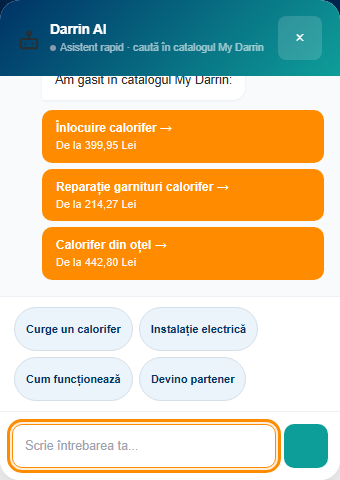 Darrin AI
Asistent rapid · caută în catalogul My Darrin
×
Am găsit în catalogul My Darrin:
Înlocuire calorifer →
De la 399,95 Lei
Reparație garnituri calorifer →
De la 214,27 Lei
Calorifer din oțel →
De la 442,80 Lei
Curge un calorifer
Instalație electrică
Cum funcționează
Devino partener
Scrie întrebarea ta...